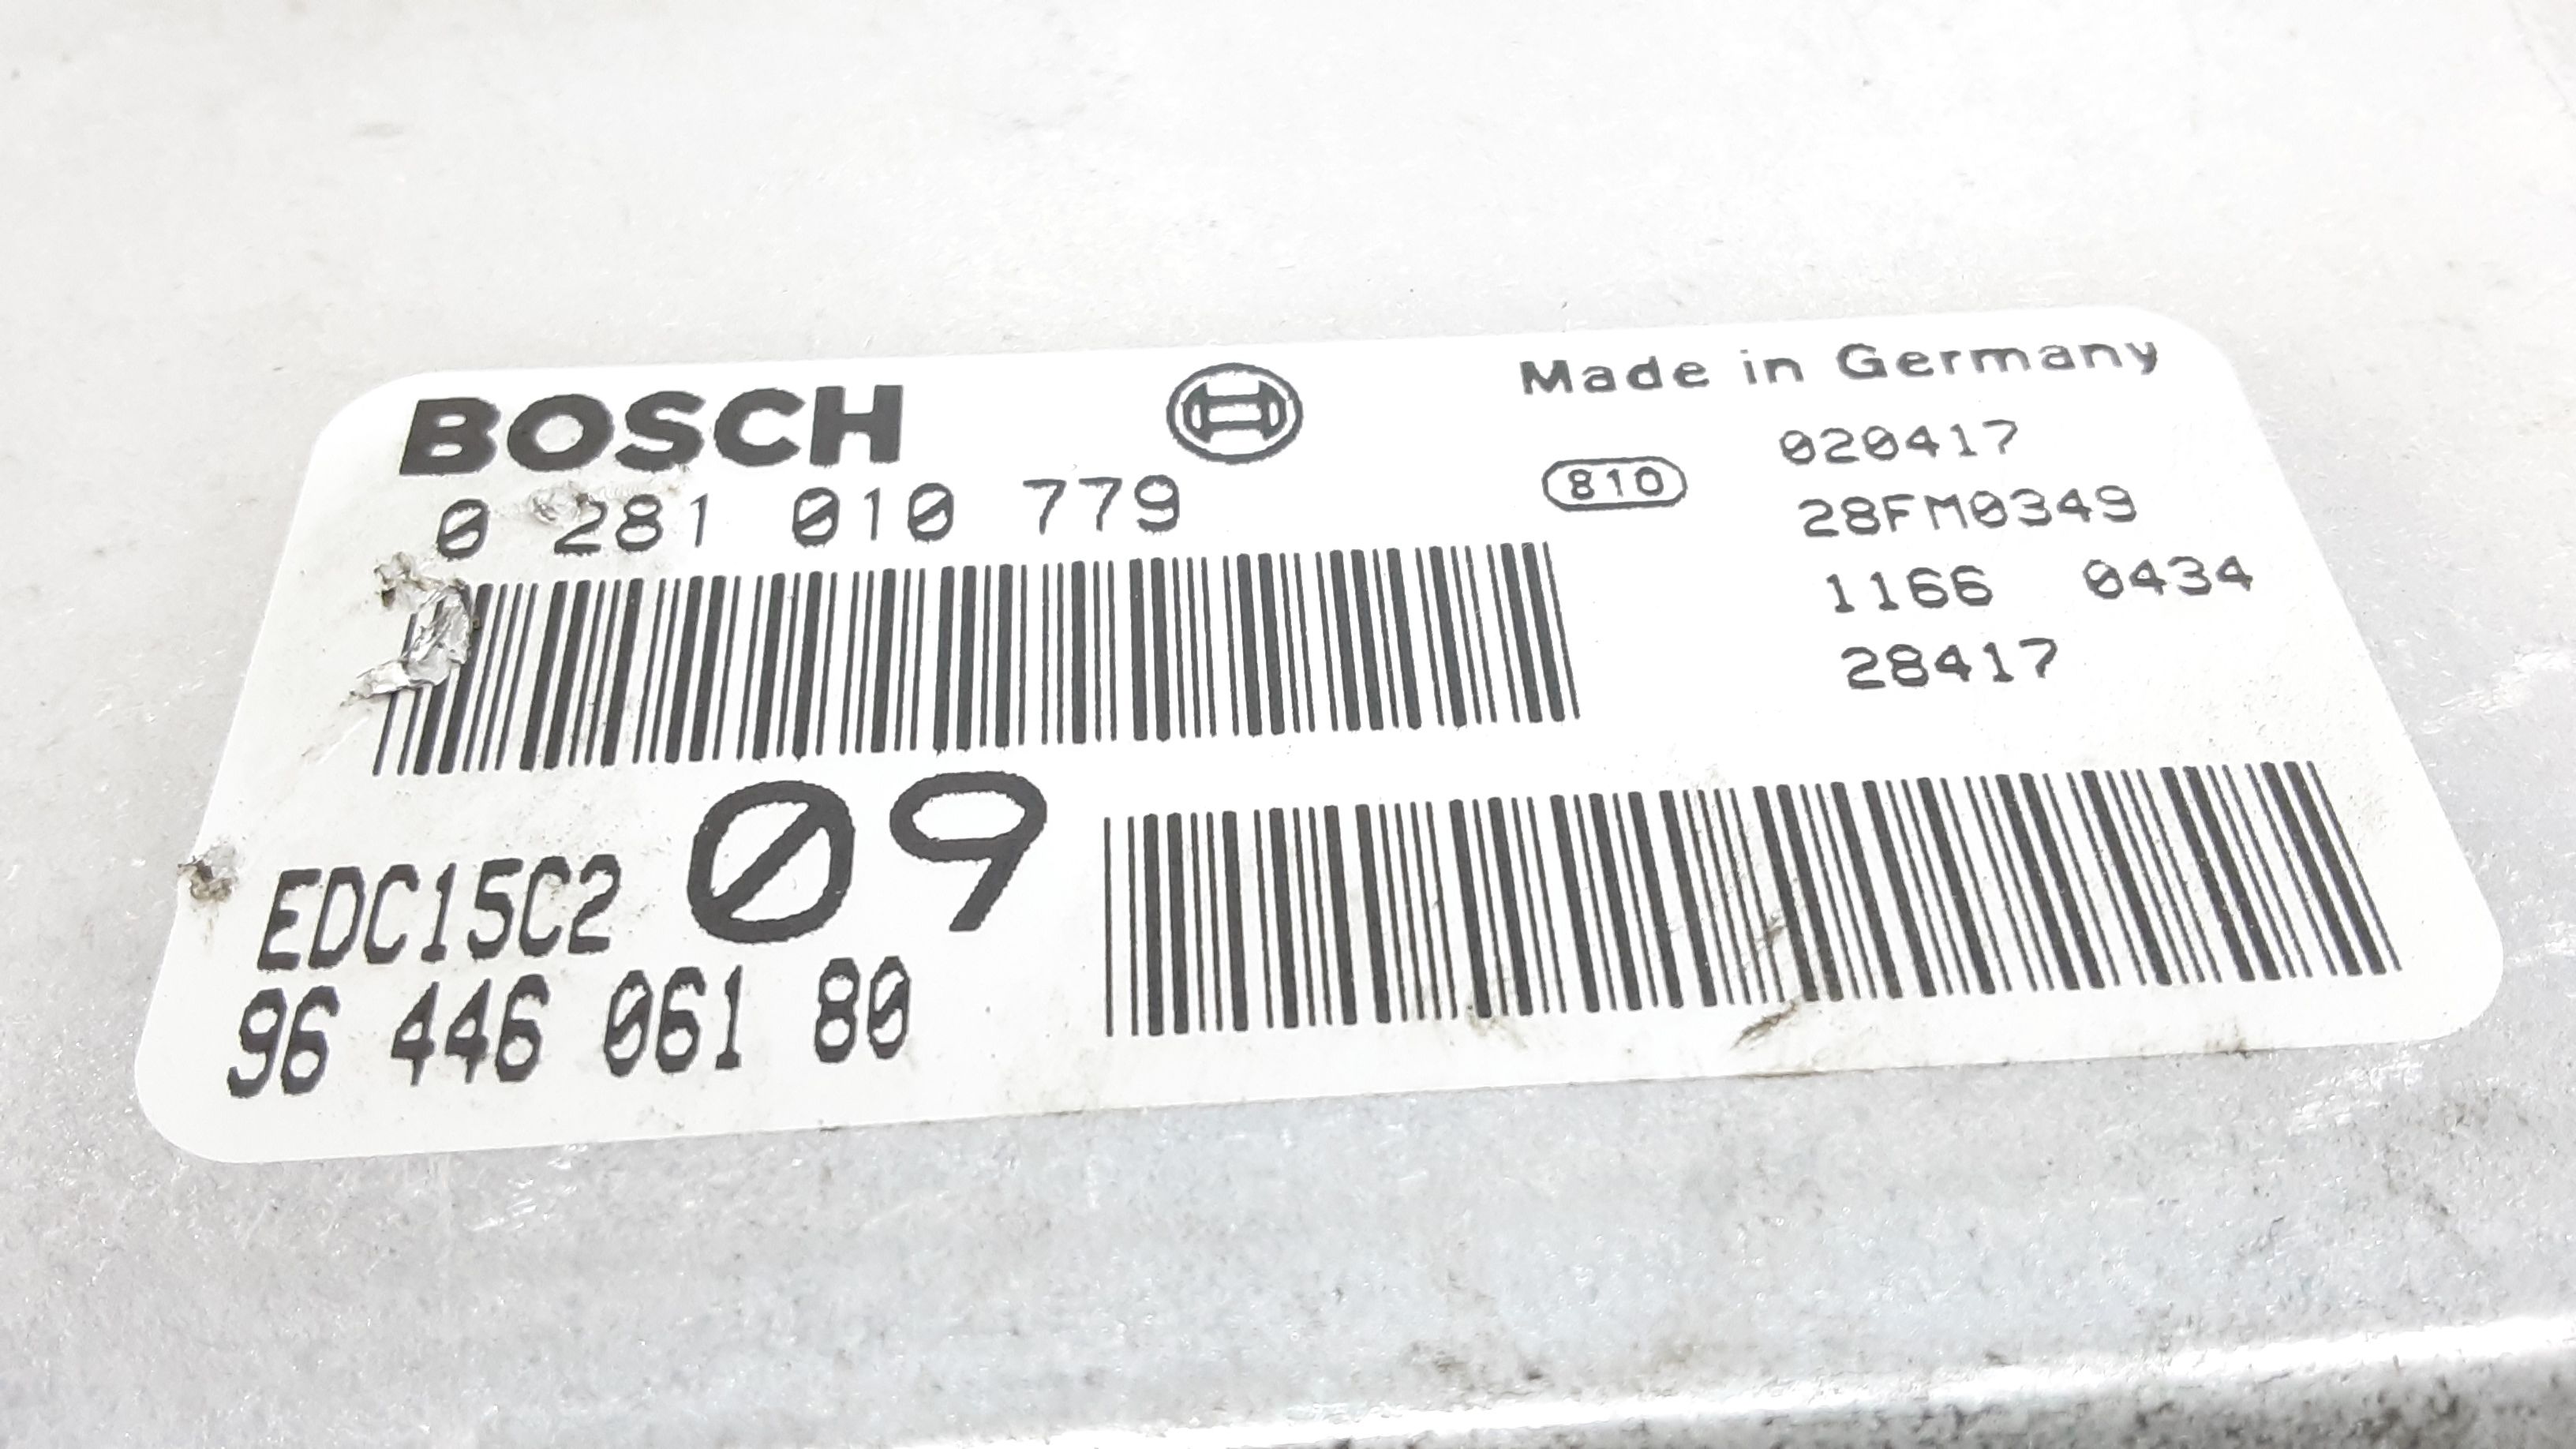 BOSCH
Made in Germany
0 281 010 779
810
020417
28FM0349
1166 0434
28417
EDC15C2 09
96 446 061 80